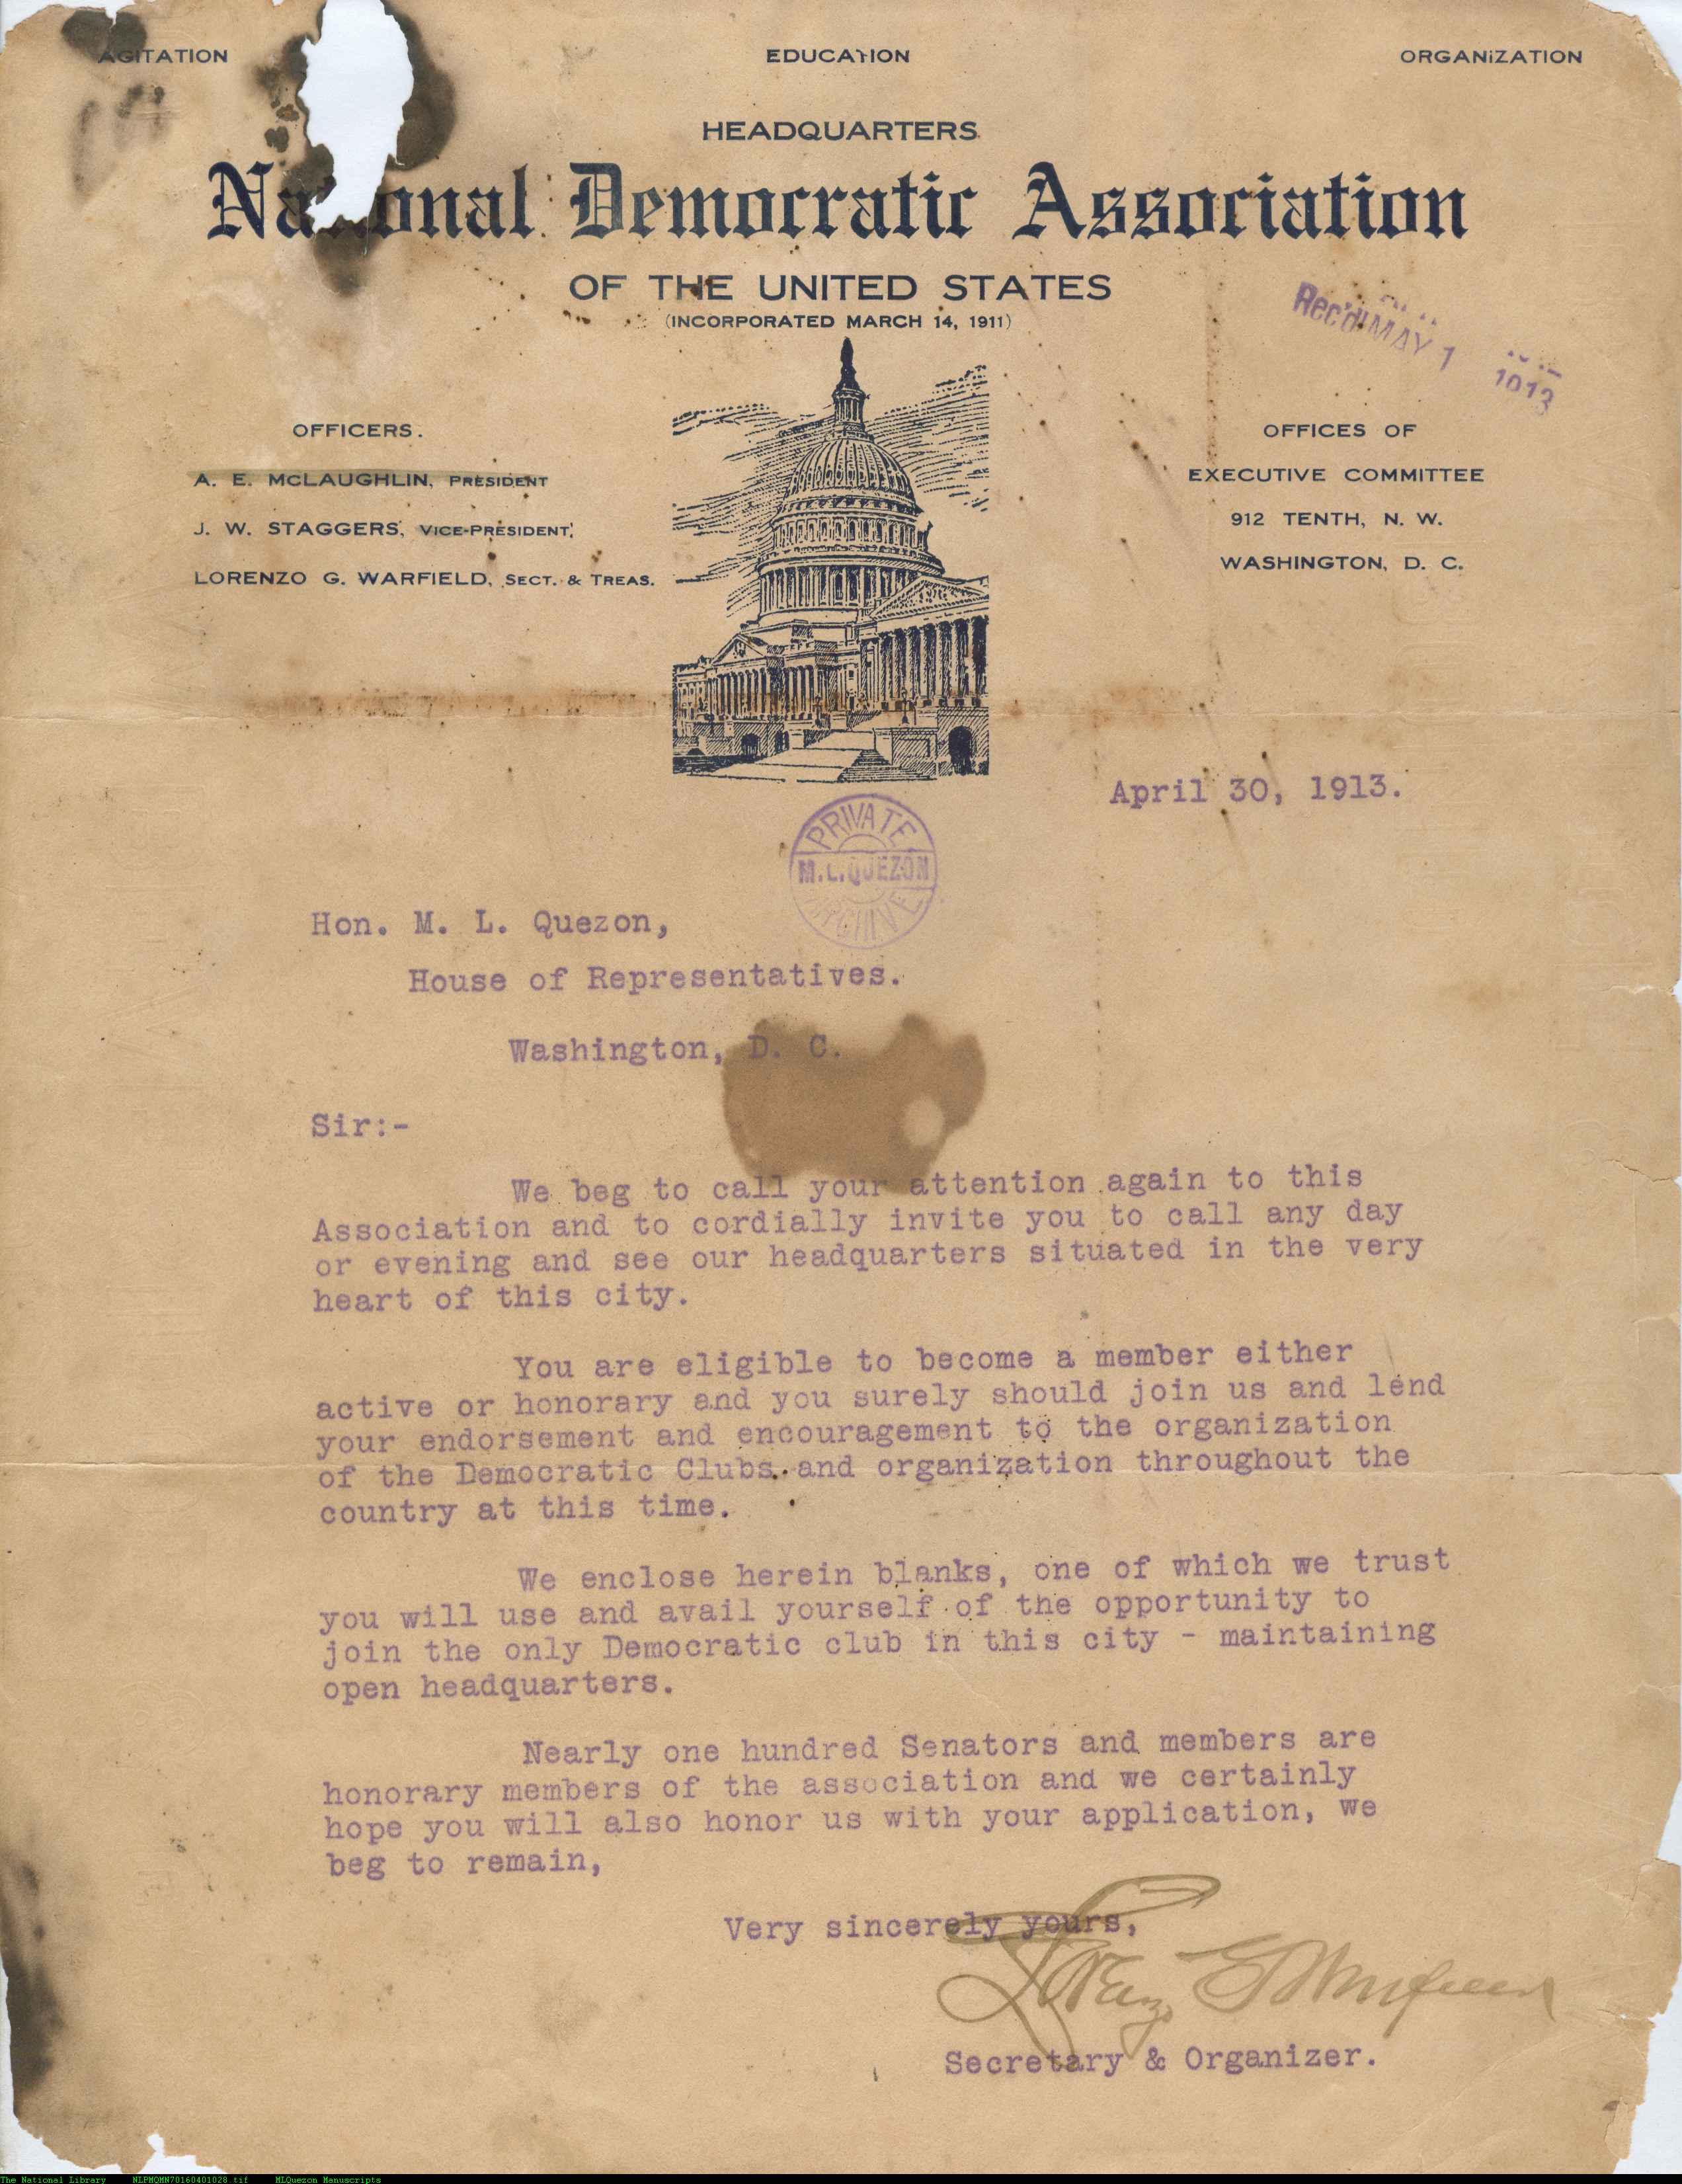 AGITATION EDUCATION ORGANIZATION
HEADQUARTERS
National Democratic Association
OF THE UNITED STATES
(INCORPORATED MARCH 14, 1911)
Rec'd MAY 1 1913
OFFICERS.
A. E. MCLAUGHLIN, PRESIDENT
J. W. STAGGERS, VICE-PRESIDENT,
LORENZO G. WARFIELD, SECT. & TREAS.
OFFICES OF
EXECUTIVE COMMITTEE
912 TENTH, N. W.
WASHINGTON, D. C.
April 30, 1913.
PRIVATE
M.L.QUEZON
ARCHIVE
Hon. M. L. Quezon,
House of Representatives.
Washington, D. C.
Sir:-
We beg to call your attention again to this
Association and to cordially invite you to call any day
or evening and see our headquarters situated in the very
heart of this city.
You are eligible to become a member either
active or honorary and you surely should join us and lend
your endorsement and encouragement to the organization
of the Democratic Clubs and organization throughout the
country at this time.
We enclose herein blanks, one of which we trust
you will use and avail yourself of the opportunity to
join the only Democratic club in this city - maintaining
open headquarters.
Nearly one hundred Senators and members are
honorary members of the association and we certainly
hope you will also honor us with your application, we
beg to remain,
Very sincerely yours,
Lorenzo G Warfield
Secretary & Organizer.
The National Library NLPMQMN70160401028.tif MLQuezon Manuscripts